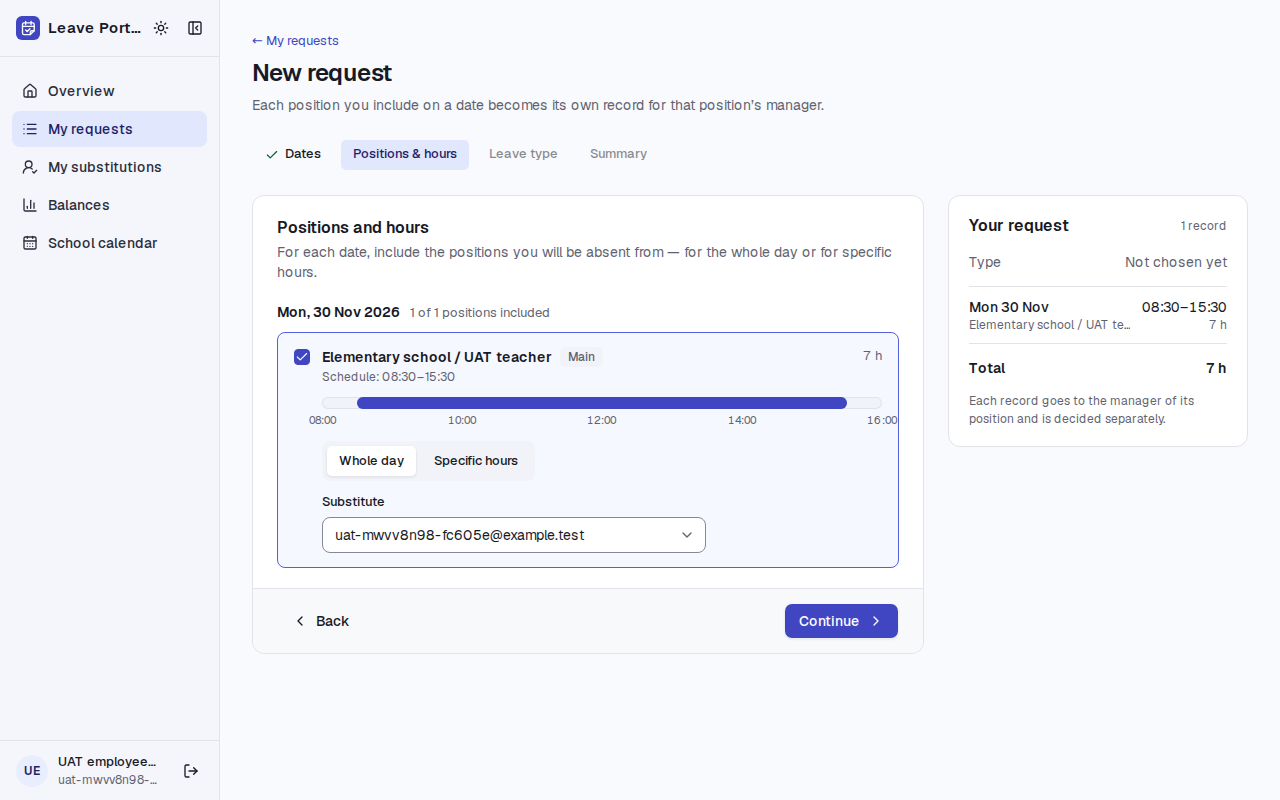 Leave Port…
Overview
My requests
My substitutions
Balances
School calendar
UE
UAT employee…
uat-mwvv8n98-…
← My requests
New request
Each position you include on a date becomes its own record for that position's manager.
Dates
Positions & hours
Leave type
Summary
Positions and hours
For each date, include the positions you will be absent from — for the whole day or for specific
hours.
Mon, 30 Nov 2026 1 of 1 positions included
Elementary school / UAT teacher Main 7 h
Schedule: 08:30–15:30
08:00 10:00 12:00 14:00 16:00
Whole day Specific hours
Substitute
uat-mwvv8n98-fc605e@example.test
Back
Continue
Your request 1 record
Type Not chosen yet
Mon 30 Nov 08:30–15:30
Elementary school / UAT te… 7 h
Total 7 h
Each record goes to the manager of its
position and is decided separately.